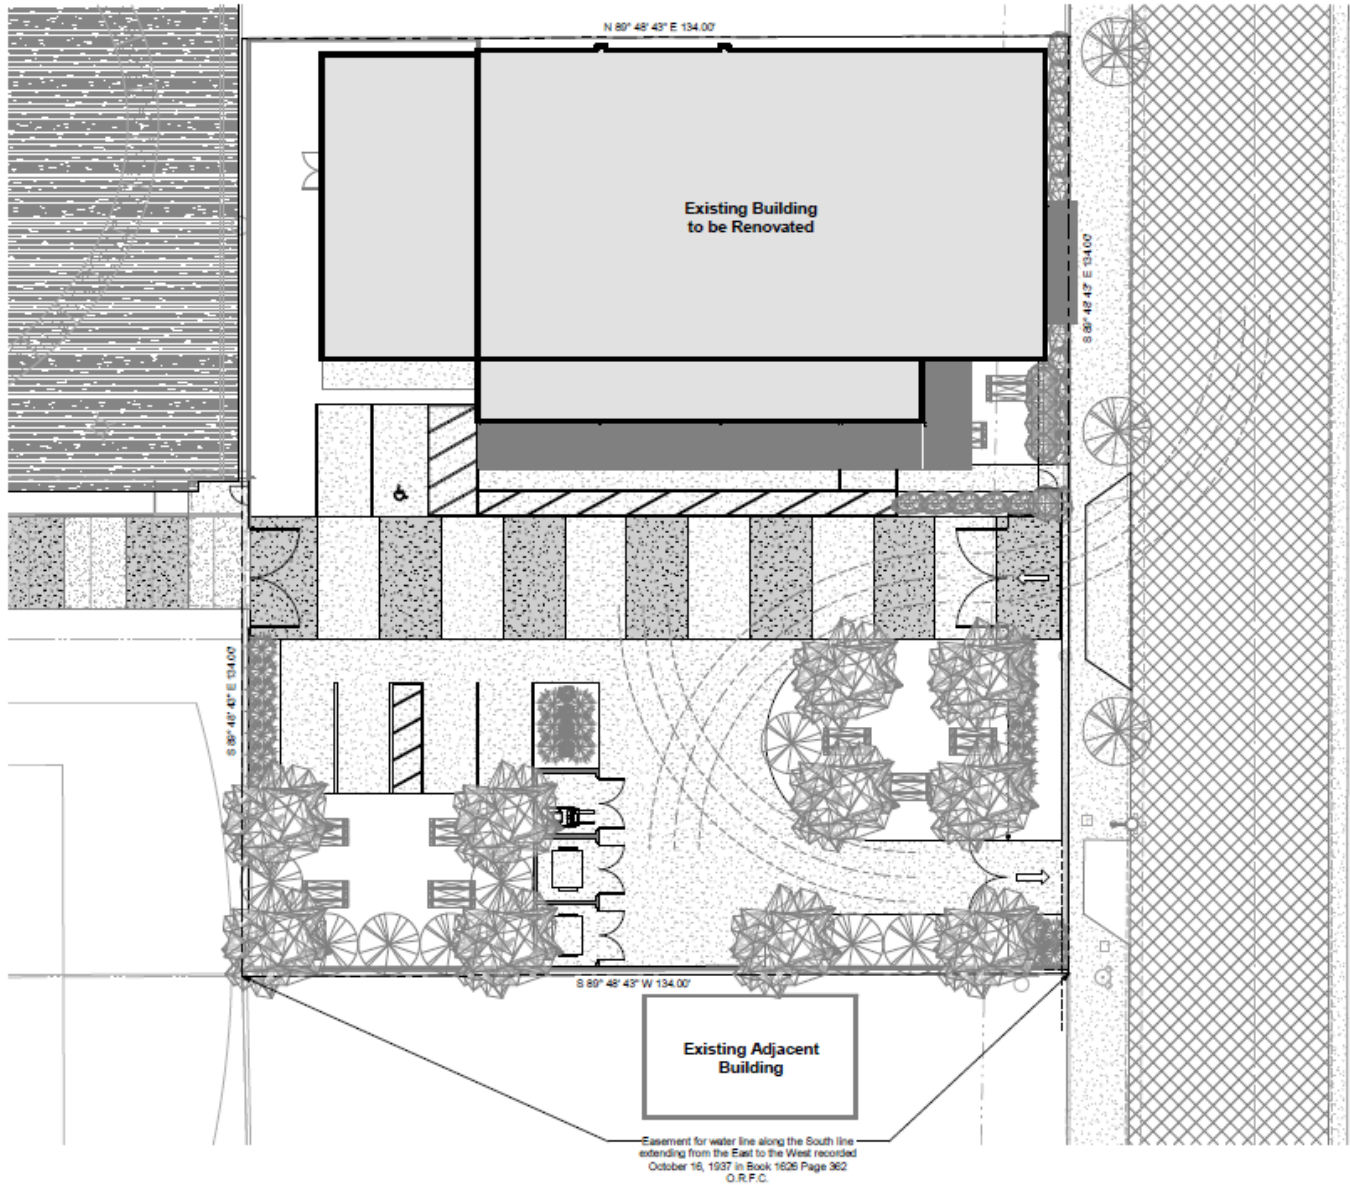 N 89° 48' 43" E 134.00'
Existing Building
to be Renovated
S 89° 48' 43" E 134.00'
S 89° 48' 43" E 134.00'
S 89° 48' 43" W 134.00'
Existing Adjacent
Building
Easement for water line along the South line
extending from the East to the West recorded
October 16, 1937 in Book 1626 Page 362
O.R.F.C.